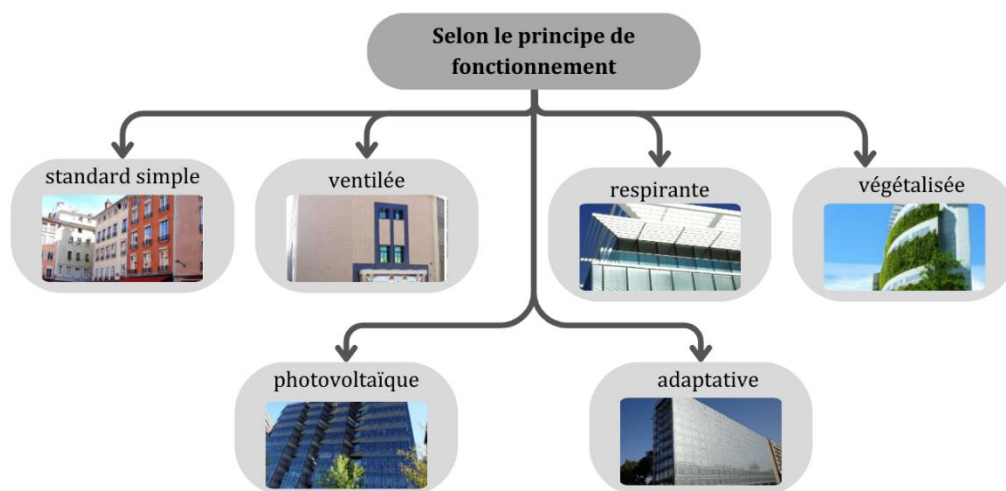 Selon le principe de
fonctionnement
standard simple
ventilée
respirante
végétalisée
photovoltaïque
adaptative